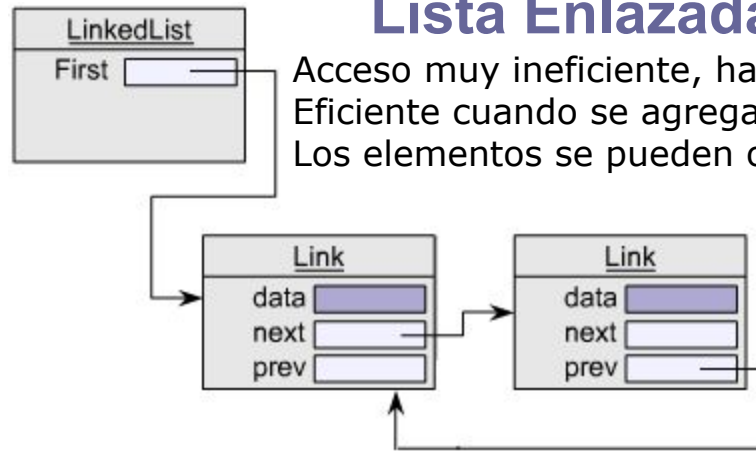 Lista Enlazada
LinkedList
First
Acceso muy ineficiente, ha
Eficiente cuando se agrega
Los elementos se pueden
Link
data
next
prev
Link
data
next
prev